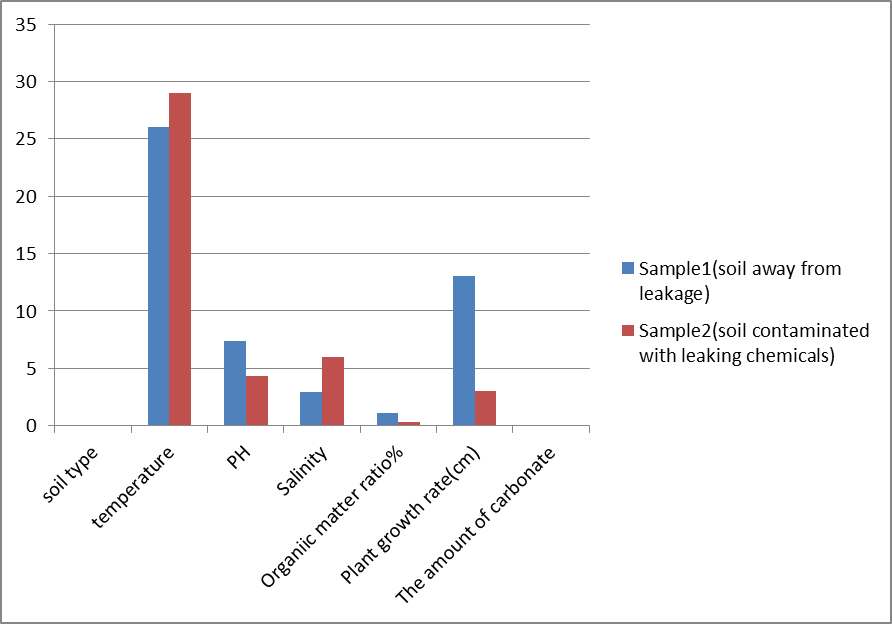 35
30
25
20
15
10
5
0
soil type
temperature
PH
Salinity
Organiic matter ratio%
Plant growth rate(cm)
The amount of carbonate
Sample1(soil away from
leakage)
Sample2(soil contaminated
with leaking chemicals)